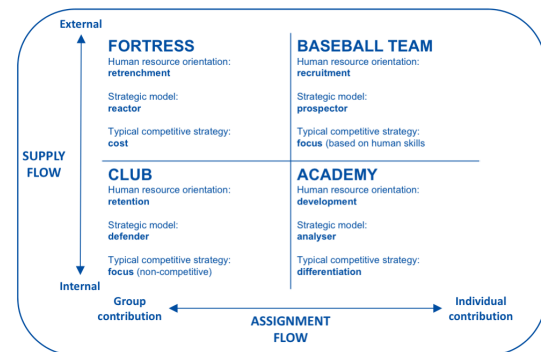 External
FORTRESS
Human resource orientation:
retrenchment
Strategic model:
reactor
Typical competitive strategy:
cost
BASEBALL TEAM
Human resource orientation:
recruitment
Strategic model:
prospector
Typical competitive strategy:
focus (based on human skills
SUPPLY
FLOW
CLUB
Human resource orientation:
retention
Strategic model:
defender
Typical competitive strategy:
focus (non-competitive)
ACADEMY
Human resource orientation:
development
Strategic model:
analyser
Typical competitive strategy:
differentiation
Internal
Group
contribution
ASSIGNMENT
FLOW
Individual
contribution